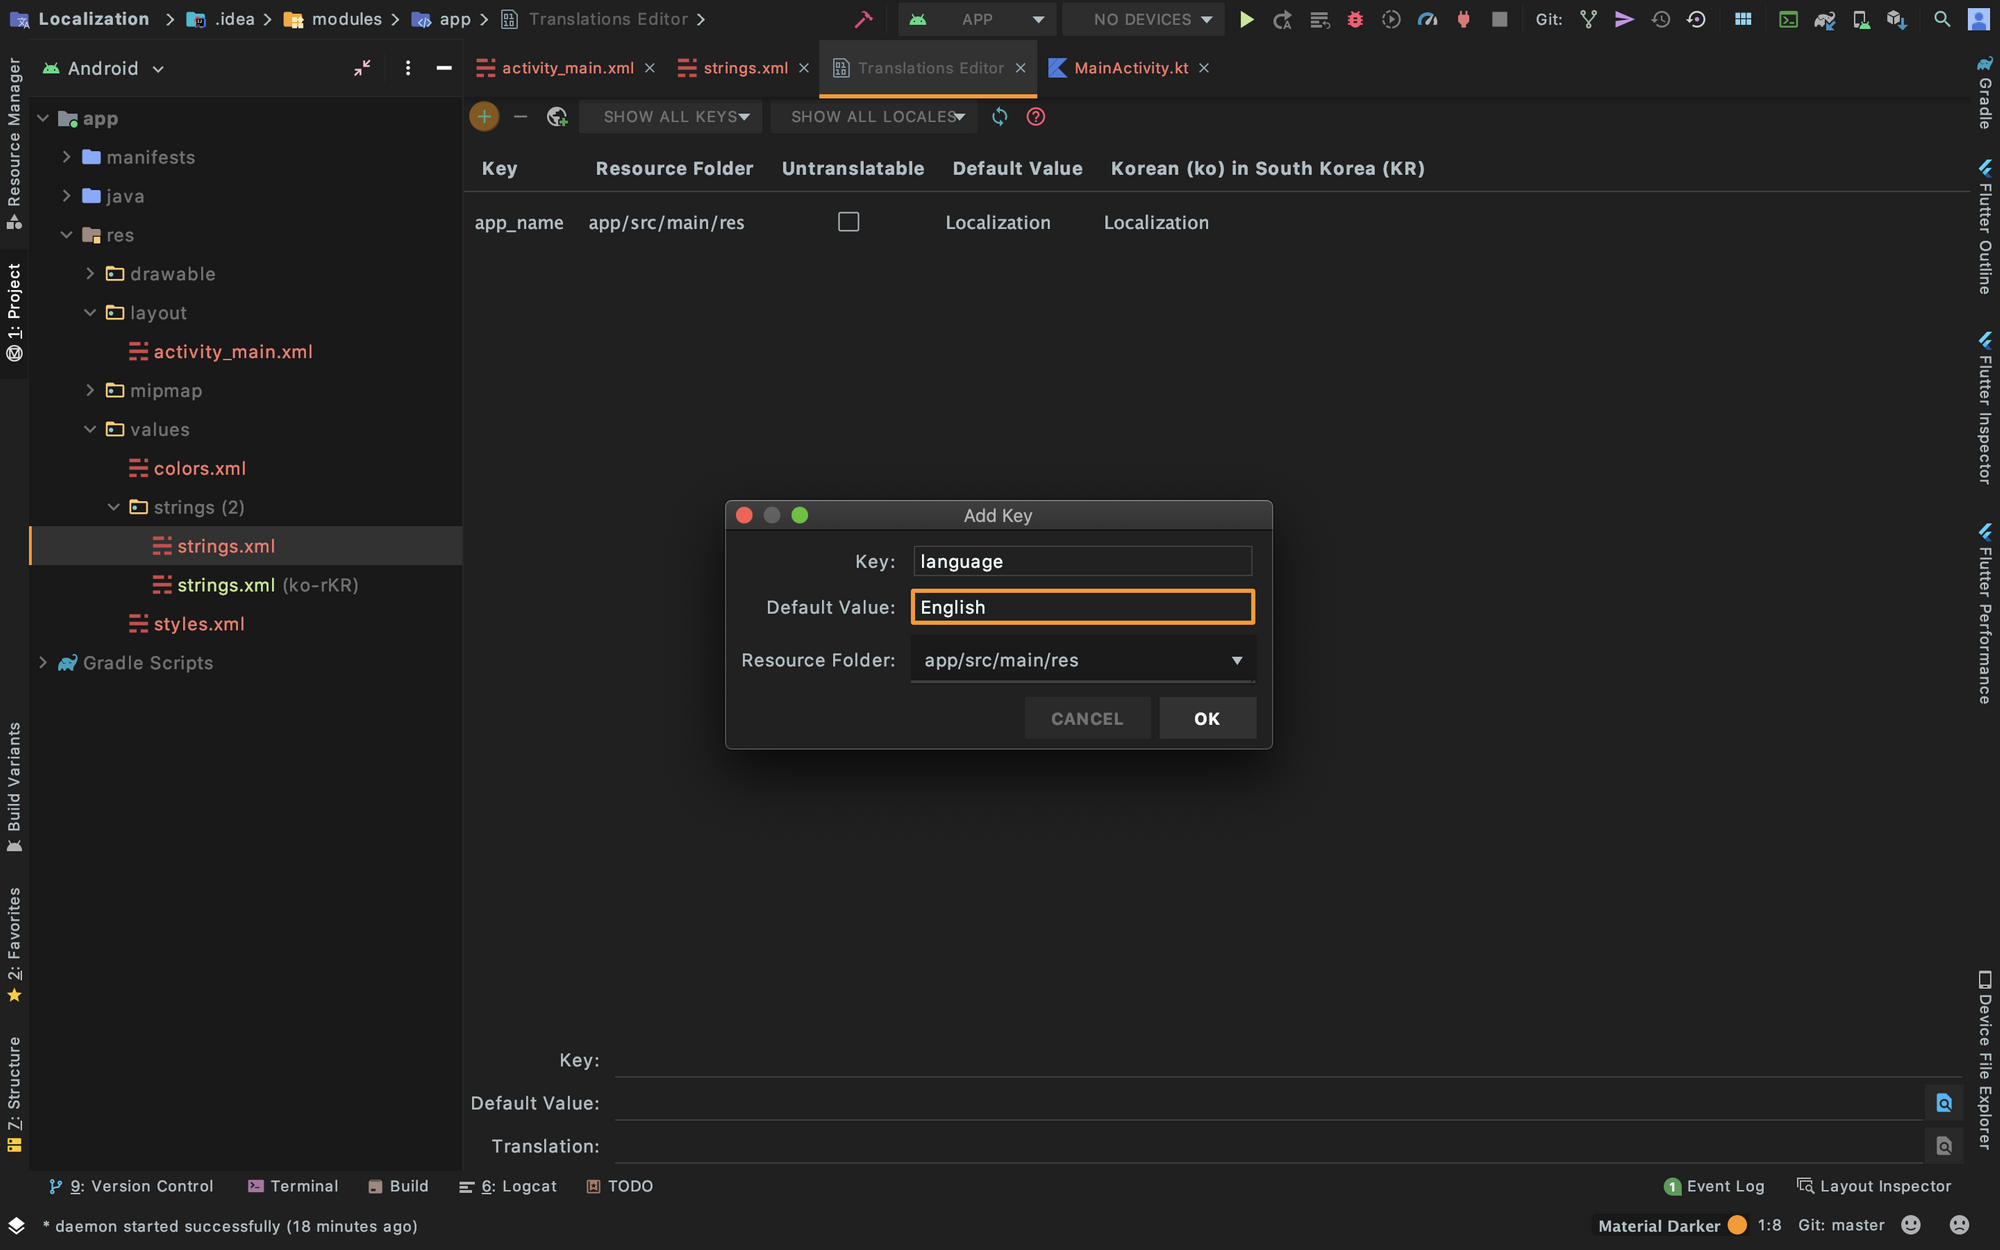 Localization .idea modules app Translations Editor
APP NO DEVICES Git:
Android
activity_main.xml strings.xml Translations Editor MainActivity.kt
SHOW ALL KEYS SHOW ALL LOCALES
Key Resource Folder Untranslatable Default Value Korean (ko) in South Korea (KR)
app_name app/src/main/res Localization Localization
app
manifests
java
res
drawable
layout
activity_main.xml
mipmap
values
colors.xml
strings (2)
strings.xml
strings.xml (ko-rKR)
styles.xml
Gradle Scripts
Resource Manager
1: Project
Build Variants
2: Favorites
7: Structure
Add Key
Key: language
Default Value: English
Resource Folder: app/src/main/res
CANCEL OK
Key:
Default Value:
Translation:
Gradle
Flutter Outline
Flutter Inspector
Flutter Performance
Device File Explorer
9: Version Control Terminal Build 6: Logcat TODO 1 Event Log Layout Inspector
* daemon started successfully (18 minutes ago) Material Darker 1:8 Git: master